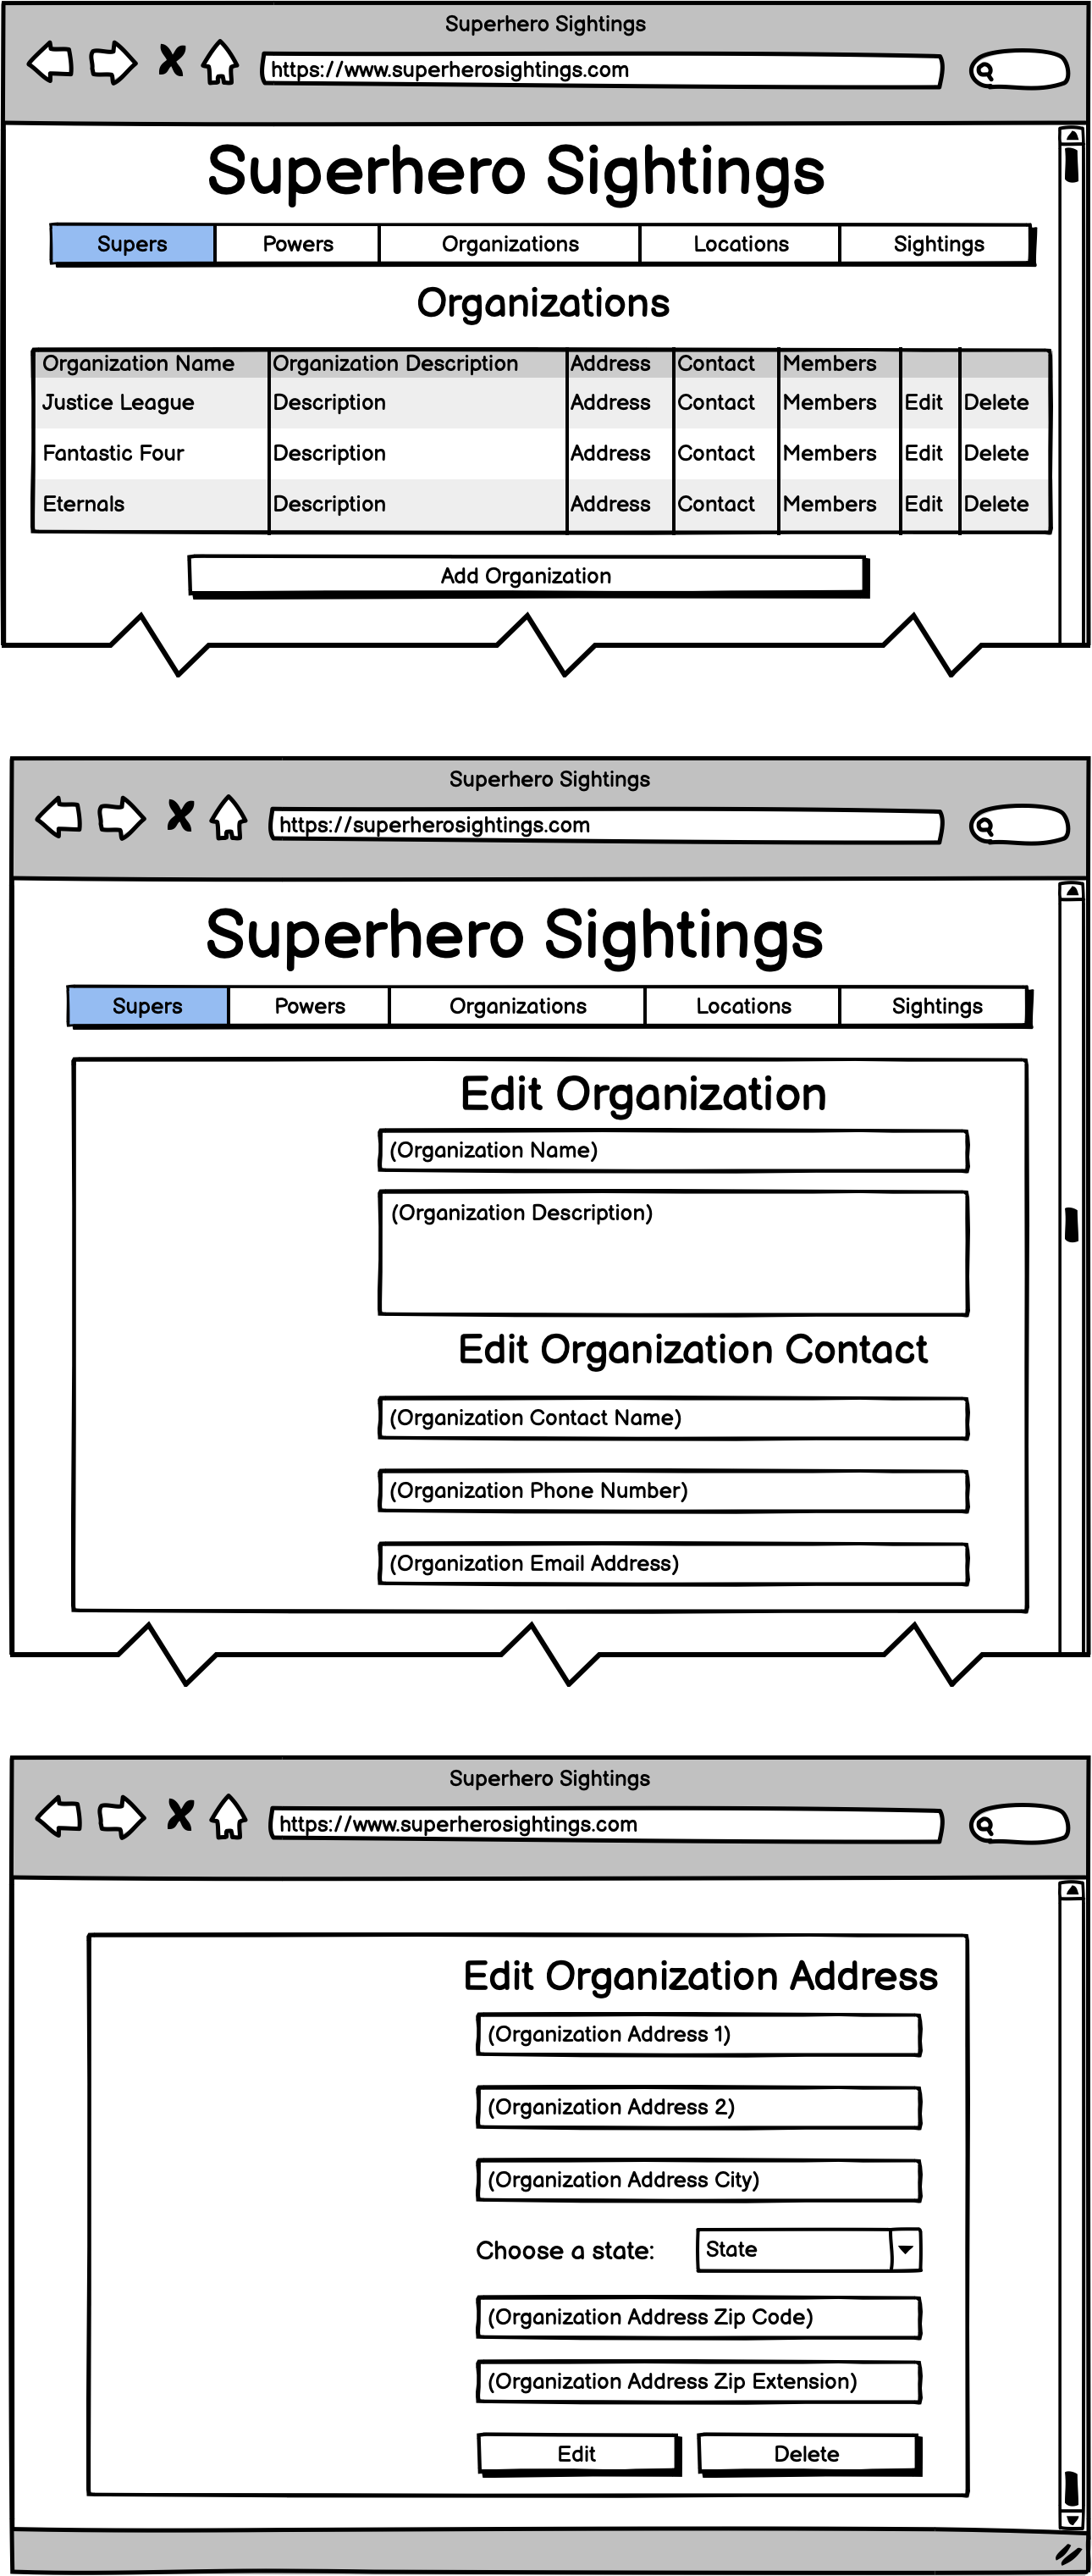 Superhero Sightings
https://www.superherosightings.com
Superhero Sightings
Supers Powers Organizations Locations Sightings
Organizations
Organization Name Organization Description Address Contact Members
Justice League Description Address Contact Members Edit Delete
Fantastic Four Description Address Contact Members Edit Delete
Eternals Description Address Contact Members Edit Delete
Add Organization
Superhero Sightings
https://superherosightings.com
Superhero Sightings
Supers Powers Organizations Locations Sightings
Edit Organization
(Organization Name)
(Organization Description)
Edit Organization Contact
(Organization Contact Name)
(Organization Phone Number)
(Organization Email Address)
Superhero Sightings
https://www.superherosightings.com
Edit Organization Address
(Organization Address 1)
(Organization Address 2)
(Organization Address City)
Choose a state: State
(Organization Address Zip Code)
(Organization Address Zip Extension)
Edit Delete